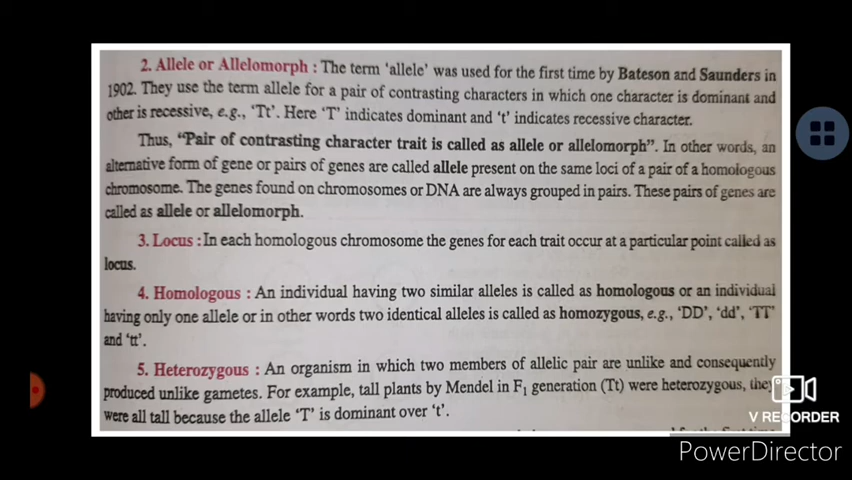 2. Allele or Allelomorph : The term 'allele' was used for the first time by Bateson and Saunders in
1902. They use the term allele for a pair of contrasting characters in which one character is dominant and
other is recessive, e.g., 'Tt'. Here 'T' indicates dominant and 't' indicates recessive character.
Thus, "Pair of contrasting character trait is called as allele or allelomorph". In other words, an
alternative form of gene or pairs of genes are called allele present on the same loci of a pair of a homologous
chromosome. The genes found on chromosomes or DNA are always grouped in pairs. These pairs of genes are
called as allele or allelomorph.
3. Locus : In each homologous chromosome the genes for each trait occur at a particular point called as
locus.
4. Homologous : An individual having two similar alleles is called as homologous or an individual
having only one allele or in other words two identical alleles is called as homozygous, e.g., 'DD', 'dd', 'TT'
and 'tt'.
5. Heterozygous : An organism in which two members of allelic pair are unlike and consequently
produced unlike gametes. For example, tall plants by Mendel in F1 generation (Tt) were heterozygous, they
were all tall because the allele 'T' is dominant over 't'.
V RECORDER
PowerDirector